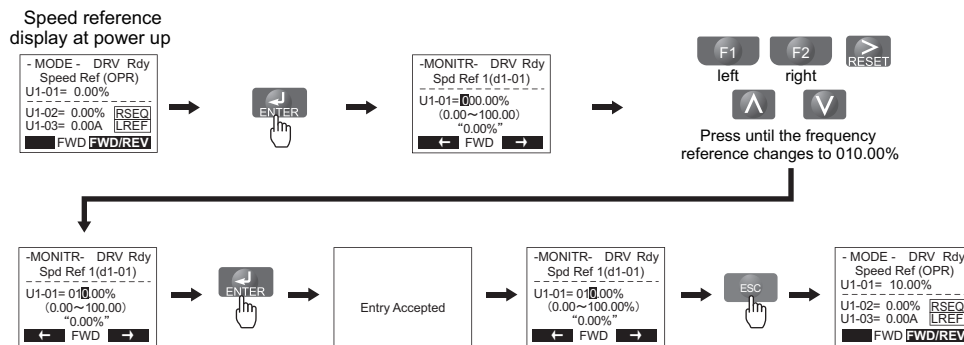 Speed reference
display at power up
- MODE - DRV Rdy
Speed Ref (OPR)
U1-01= 0.00%
U1-02= 0.00% RSEQ
U1-03= 0.00A LREF
FWD FWD/REV
ENTER
-MONITR- DRV Rdy
Spd Ref 1(d1-01)
U1-01=000.00%
(0.00～100.00)
“0.00%”
← FWD →
F1
left
F2
right
>
RESET
Λ
V
Press until the frequency
reference changes to 010.00%
-MONITR- DRV Rdy
Spd Ref 1(d1-01)
U1-01= 010.00%
(0.00～100.00)
“0.00%”
← FWD →
ENTER
Entry Accepted
-MONITR- DRV Rdy
Spd Ref 1(d1-01)
U1-01= 010.00%
(0.00～100.00%)
“0.00%”
← FWD →
ESC
- MODE - DRV Rdy
Speed Ref (OPR)
U1-01= 10.00%
U1-02= 0.00% RSEQ
U1-03= 0.00A LREF
FWD FWD/REV